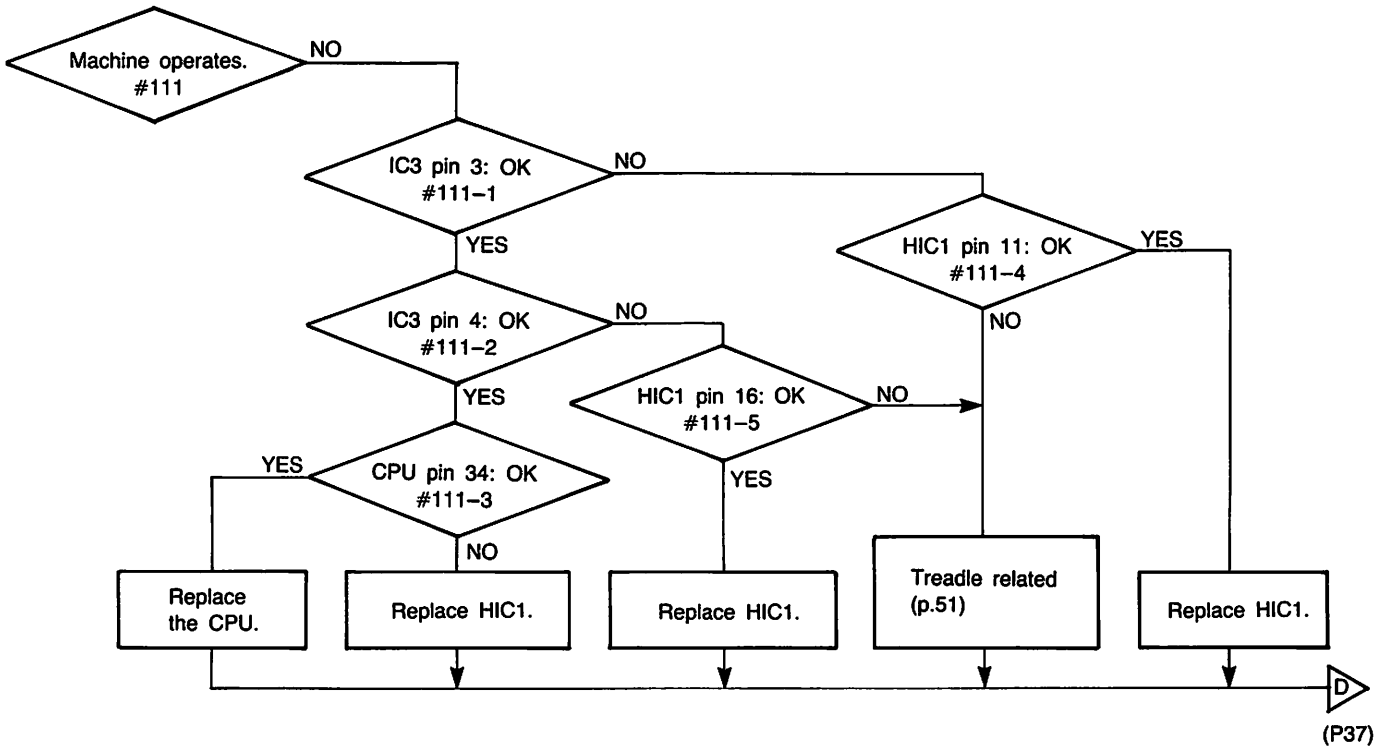 Machine operates.
#111
NO
IC3 pin 3: OK
#111–1
NO
YES
HIC1 pin 11: OK
#111–4
YES
NO
IC3 pin 4: OK
#111–2
NO
YES
HIC1 pin 16: OK
#111–5
NO
YES
CPU pin 34: OK
#111–3
YES
NO
Replace
the CPU.
Replace HIC1.
Replace HIC1.
Treadle related
(p.51)
Replace HIC1.
D
(P37)